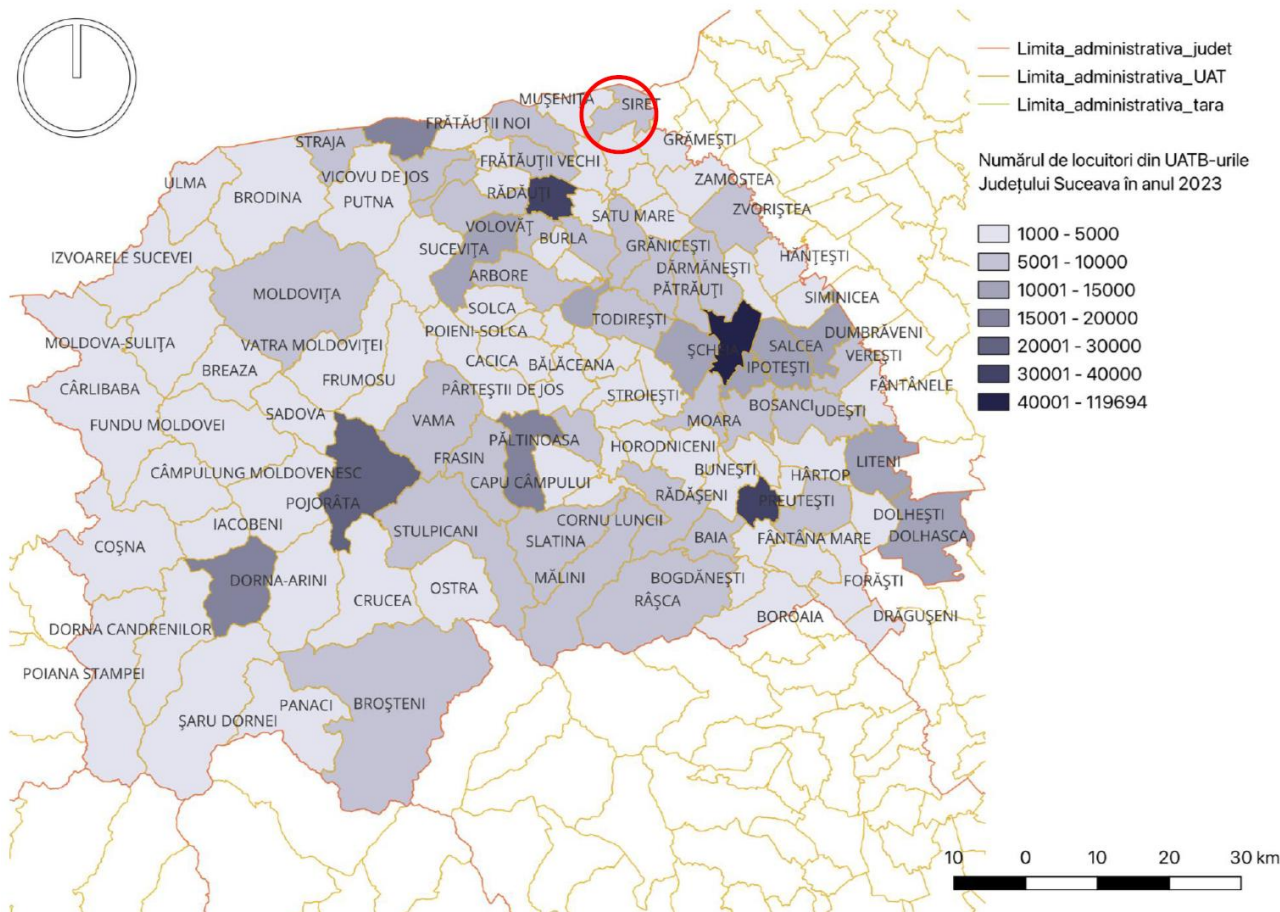 Limita_administrativa_judet
Limita_administrativa_UAT
Limita_administrativa_tara
Numărul de locuitori din UATB-urile
Județului Suceava în anul 2023
1000 - 5000
5001 - 10000
10001 - 15000
15001 - 20000
20001 - 30000
30001 - 40000
40001 - 119694
MUȘENIȚA
SIRET
FRĂTĂUȚII NOI
STRAJA
GRĂMEȘTI
FRĂTĂUȚII VECHI
ULMA
VICOVU DE JOS
ZAMOSTEA
BRODINA
PUTNA
RĂDĂUȚI
ZVORIȘTEA
SATU MARE
VOLOVĂȚ
BURLA
SUCEVIȚA
GRĂNICEȘTI
IZVOARELE SUCEVEI
HĂNȚEȘTI
ARBORE
DĂRMĂNEȘTI
PĂTRĂUȚI
MOLDOVIȚA
SIMINICEA
SOLCA
TODIREȘTI
POIENI-SOLCA
DUMBRĂVENI
MOLDOVA-SULIȚA
VATRA MOLDOVIȚEI
SALCEA
ȘCHEIA
VEREȘTI
CACICA
BĂLĂCEANA
IPOTEȘTI
BREAZA
FRUMOSU
CÂRLIBABA
PÂRTEȘTII DE JOS
FÂNTÂNELE
STROIEȘTI
BOSANCI
UDEȘTI
SADOVA
VAMA
MOARA
FUNDU MOLDOVEI
PĂLTINOASA
HORODNICENI
FRASIN
LITENI
CÂMPULUNG MOLDOVENESC
BUNEȘTI
HÂRTOP
CAPU CÂMPULUI
POJORÂTA
RĂDĂȘENI
PREUTEȘTI
DOLHEȘTI
IACOBENI
CORNU LUNCII
STULPICANI
DOLHASCA
COȘNA
SLATINA
BAIA
FÂNTÂNA MARE
DORNA-ARINI
MĂLINI
BOGDĂNEȘTI
FORĂȘTI
OSTRA
CRUCEA
RÂȘCA
BOROAIA
DRĂGUȘENI
DORNA CANDRENILOR
POIANA STAMPEI
PANACI
BROȘTENI
ȘARU DORNEI
10 0 10 20 30 km